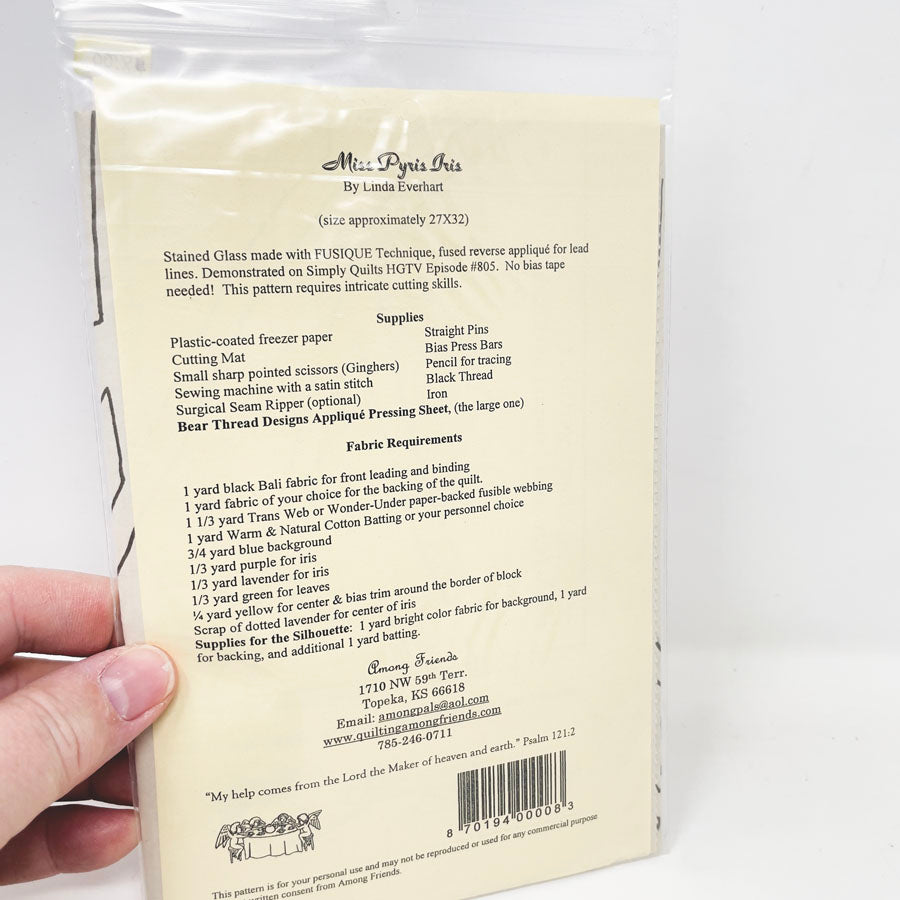 Miss Pyris Iris
By Linda Everhart
(size approximately 27X32)
Stained Glass made with FUSIQUE Technique, fused reverse appliqué for lead
lines. Demonstrated on Simply Quilts HGTV Episode #805. No bias tape
needed! This pattern requires intricate cutting skills.
Supplies
Plastic-coated freezer paper
Cutting Mat
Small sharp pointed scissors (Ginghers)
Sewing machine with a satin stitch
Surgical Seam Ripper (optional)
Straight Pins
Bias Press Bars
Pencil for tracing
Black Thread
Iron
Bear Thread Designs Appliqué Pressing Sheet, (the large one)
Fabric Requirements
1 yard black Bali fabric for front leading and binding
1 yard fabric of your choice for the backing of the quilt.
1 1/3 yard Trans Web or Wonder-Under paper-backed fusible webbing
1 yard Warm & Natural Cotton Batting or your personnel choice
3/4 yard blue background
1/3 yard purple for iris
1/3 yard lavender for iris
1/3 yard green for leaves
¼ yard yellow for center & bias trim around the border of block
Scrap of dotted lavender for center of iris
Supplies for the Silhouette: 1 yard bright color fabric for background, 1 yard
for backing, and additional 1 yard batting.
Among Friends
1710 NW 59th Terr.
Topeka, KS 66618
Email: amongpals@aol.com
www.quiltingamongfriends.com
785-246-0711
"My help comes from the Lord the Maker of heaven and earth." Psalm 121:2
8 70194 00008 3
This pattern is for your personal use and may not be reproduced or used for any commercial purpose
written consent from Among Friends.